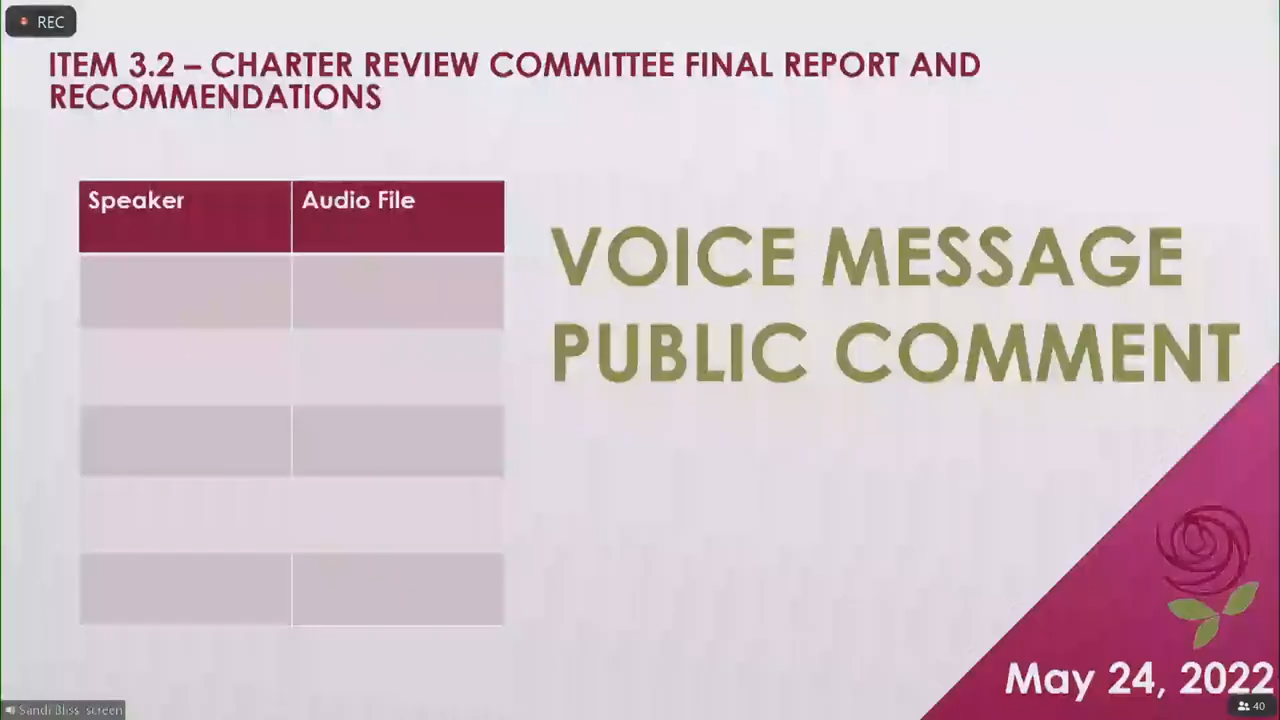 REC
ITEM 3.2 – CHARTER REVIEW COMMITTEE FINAL REPORT AND
RECOMMENDATIONS
Speaker Audio File
VOICE MESSAGE
PUBLIC COMMENT
May 24, 2022
Sandi Bliss screen
40